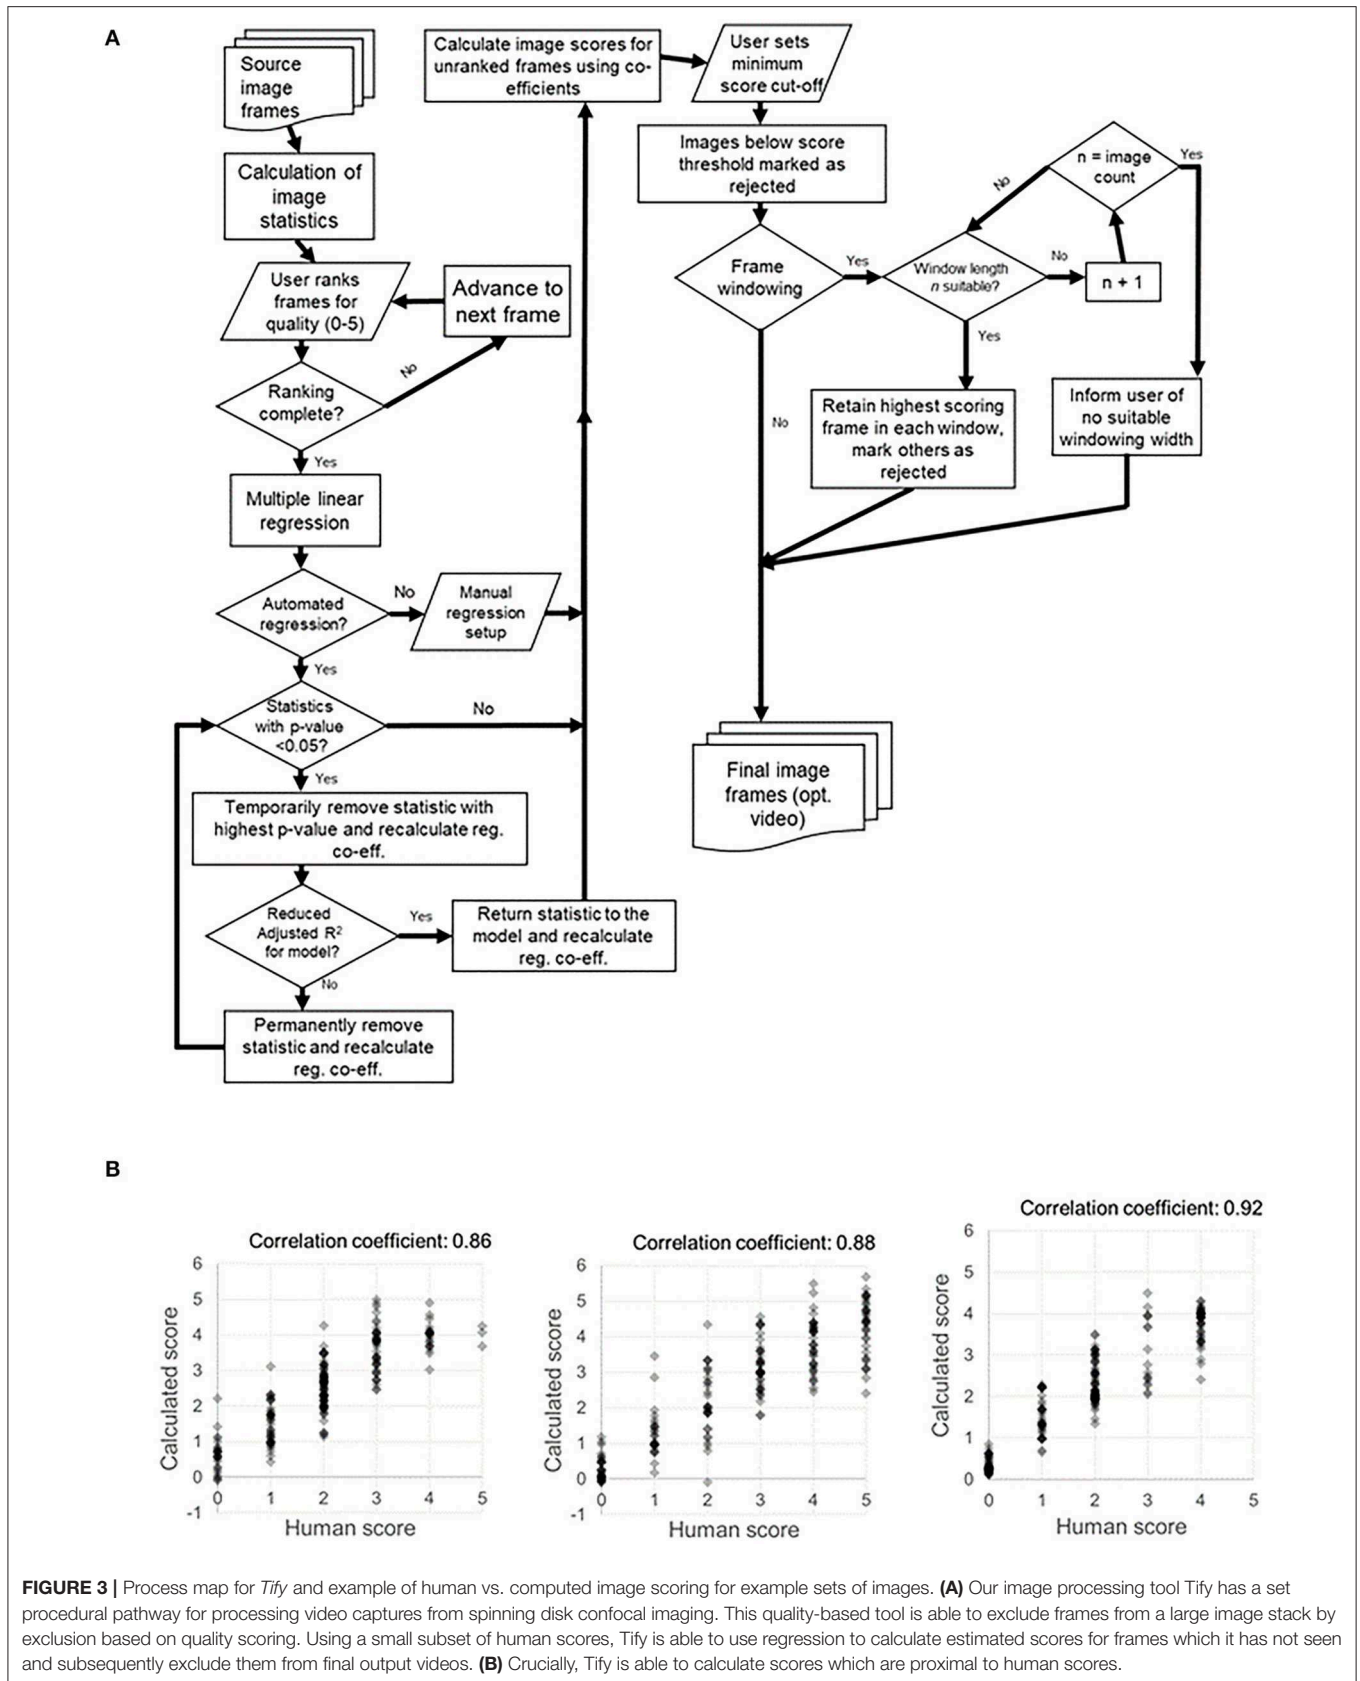 A
Source
image
frames
Calculation of
image
statistics
User ranks
frames for
quality (0-5)
Advance to
next frame
No
Ranking
complete?
Yes
Multiple linear
regression
Automated
regression?
No
Manual
regression
setup
Yes
Statistics
with p-value
<0.05?
No
Yes
Temporarily remove statistic with
highest p-value and recalculate reg.
co-eff.
Reduced
Adjusted R²
for model?
Yes
Return statistic to the
model and recalculate
reg. co-eff.
No
Permanently remove
statistic and recalculate
reg. co-eff.
Calculate image scores for
unranked frames using co-
efficients
User sets
minimum
score cut-off
Images below score
threshold marked as
rejected
Frame
windowing
Yes
Window length
n suitable?
No
n + 1
n = image
count
Yes
No
Yes
No
Retain highest scoring
frame in each window,
mark others as
rejected
Inform user of
no suitable
windowing width
Final image
frames (opt.
video)
B
Correlation coefficient: 0.86
Calculated score
6
5
4
3
2
1
0
-1
0 1 2 3 4 5
Human score
Correlation coefficient: 0.88
Calculated score
6
5
4
3
2
1
0
-1
0 1 2 3 4 5
Human score
Correlation coefficient: 0.92
Calculated score
6
5
4
3
2
1
0
0 1 2 3 4 5
Human score
FIGURE 3 | Process map for Tify and example of human vs. computed image scoring for example sets of images. (A) Our image processing tool Tify has a set
procedural pathway for processing video captures from spinning disk confocal imaging. This quality-based tool is able to exclude frames from a large image stack by
exclusion based on quality scoring. Using a small subset of human scores, Tify is able to use regression to calculate estimated scores for frames which it has not seen
and subsequently exclude them from final output videos. (B) Crucially, Tify is able to calculate scores which are proximal to human scores.